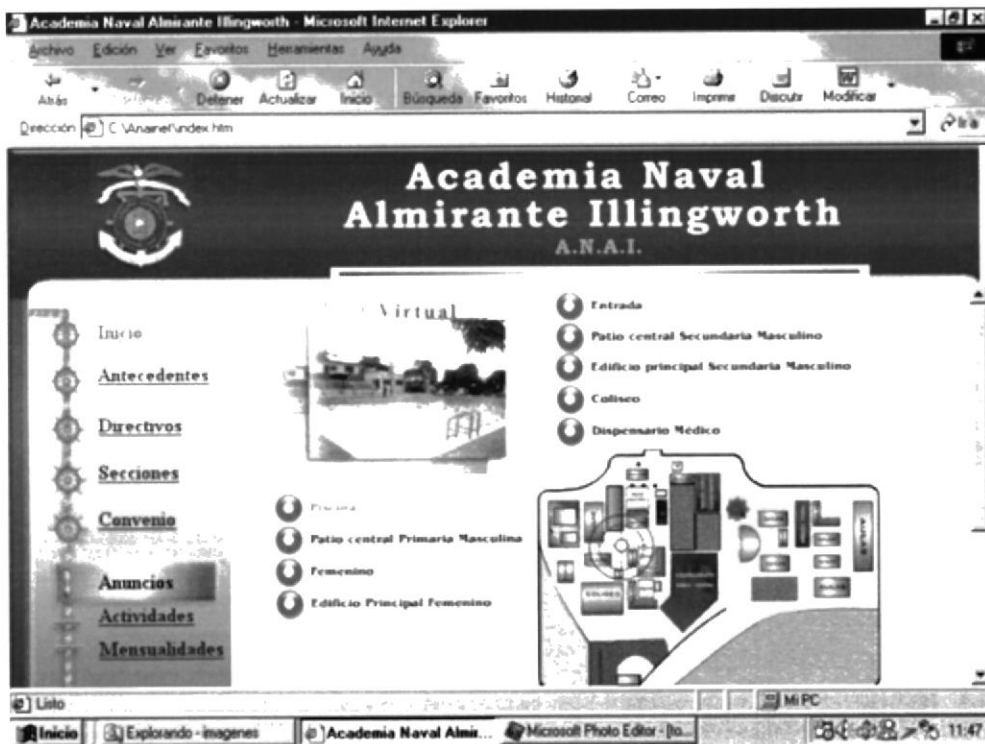 Academia Naval Almirante Illingworth - Microsoft Internet Explorer
Archivo Edición Ver Favoritos Herramientas Ayuda
Atrás Detener Actualizar Inicio Búsqueda Favoritos Historial Correo Imprimir Discutir Modificar
Dirección C:\Anainet\index.htm Ir a
Academia Naval
Almirante Illingworth
A.N.A.I.
Virtual
Entrada
Patio central Secundaria Masculino
Edificio principal Secundaria Masculino
Coliseo
Dispensario Médico
Inicio
Antecedentes
Directivos
Secciones
Convenio
Anuncios
Actividades
Mensualidades
Patio central Primaria Masculina
Femenino
Edificio Principal Femenino
COLISEO
Listo Mi PC
Inicio Explorando - imagenes Academia Naval Almir... Microsoft Photo Editor - [to... 11:47